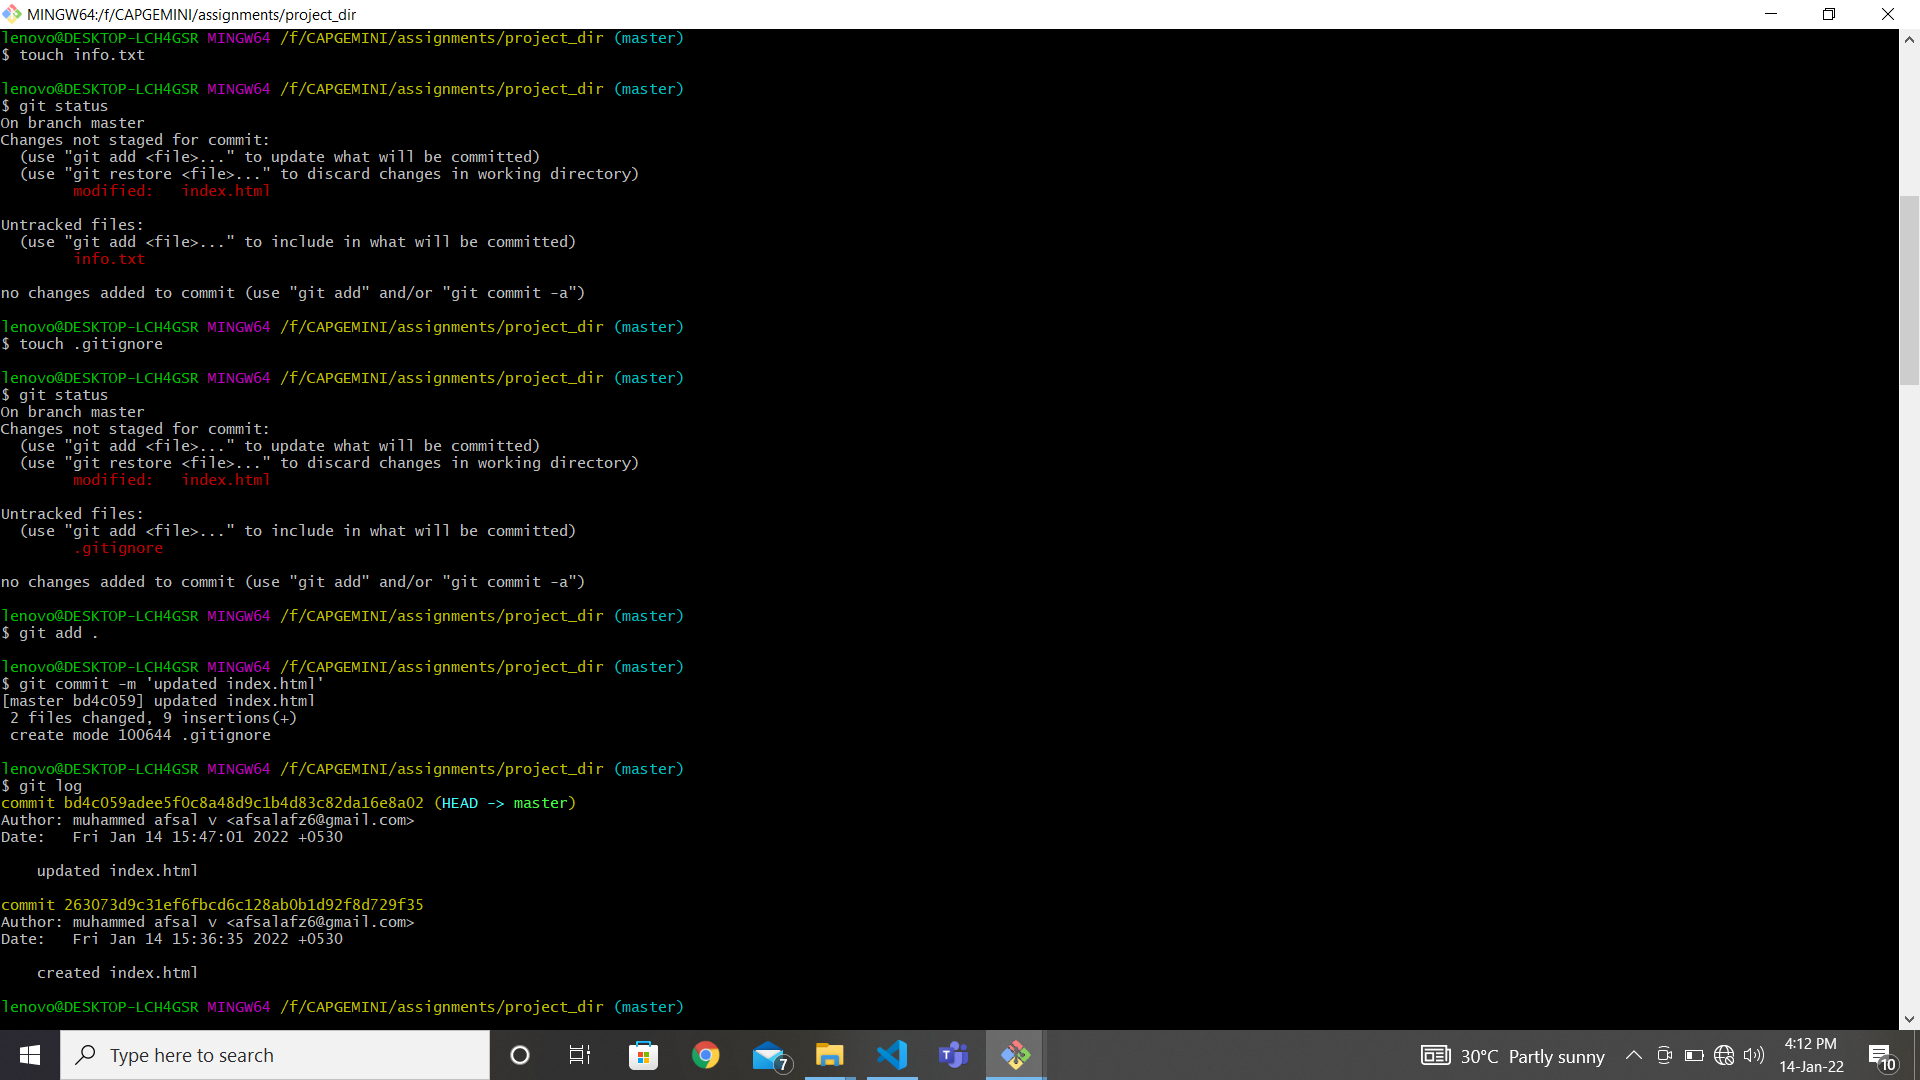 MINGW64:/f/CAPGEMINI/assignments/project_dir
lenovo@DESKTOP-LCH4GSR MINGW64 /f/CAPGEMINI/assignments/project_dir (master)
$ touch info.txt
lenovo@DESKTOP-LCH4GSR MINGW64 /f/CAPGEMINI/assignments/project_dir (master)
$ git status
On branch master
Changes not staged for commit:
  (use "git add <file>..." to update what will be committed)
  (use "git restore <file>..." to discard changes in working directory)
        modified:   index.html
Untracked files:
  (use "git add <file>..." to include in what will be committed)
        info.txt
no changes added to commit (use "git add" and/or "git commit -a")
lenovo@DESKTOP-LCH4GSR MINGW64 /f/CAPGEMINI/assignments/project_dir (master)
$ touch .gitignore
lenovo@DESKTOP-LCH4GSR MINGW64 /f/CAPGEMINI/assignments/project_dir (master)
$ git status
On branch master
Changes not staged for commit:
  (use "git add <file>..." to update what will be committed)
  (use "git restore <file>..." to discard changes in working directory)
        modified:   index.html
Untracked files:
  (use "git add <file>..." to include in what will be committed)
        .gitignore
no changes added to commit (use "git add" and/or "git commit -a")
lenovo@DESKTOP-LCH4GSR MINGW64 /f/CAPGEMINI/assignments/project_dir (master)
$ git add .
lenovo@DESKTOP-LCH4GSR MINGW64 /f/CAPGEMINI/assignments/project_dir (master)
$ git commit -m 'updated index.html'
[master bd4c059] updated index.html
 2 files changed, 9 insertions(+)
 create mode 100644 .gitignore
lenovo@DESKTOP-LCH4GSR MINGW64 /f/CAPGEMINI/assignments/project_dir (master)
$ git log
commit bd4c059adee5f0c8a48d9c1b4d83c82da16e8a02 (HEAD -> master)
Author: muhammed afsal v <afsalafz6@gmail.com>
Date:   Fri Jan 14 15:47:01 2022 +0530
    updated index.html
commit 263073d9c31ef6fbcd6c128ab0b1d92f8d729f35
Author: muhammed afsal v <afsalafz6@gmail.com>
Date:   Fri Jan 14 15:36:35 2022 +0530
    created index.html
lenovo@DESKTOP-LCH4GSR MINGW64 /f/CAPGEMINI/assignments/project_dir (master)
Type here to search
7
30°C Partly sunny
4:12 PM
14-Jan-22
10